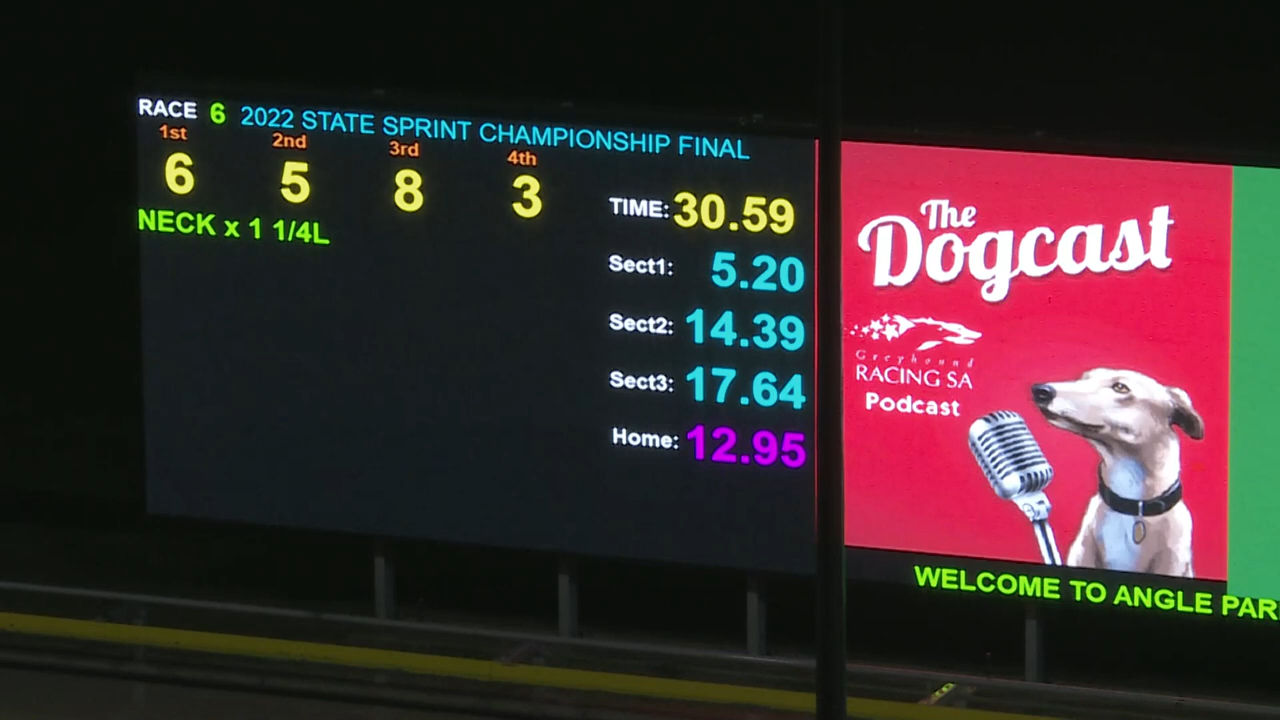 RACE 6 2022 STATE SPRINT CHAMPIONSHIP FINAL
1st 2nd 3rd 4th
6 5 8 3
NECK x 1 1/4L
TIME: 30.59
Sect1: 5.20
Sect2: 14.39
Sect3: 17.64
Home: 12.95
The
Dogcast
Greyhound
RACING SA
Podcast
WELCOME TO ANGLE PAR